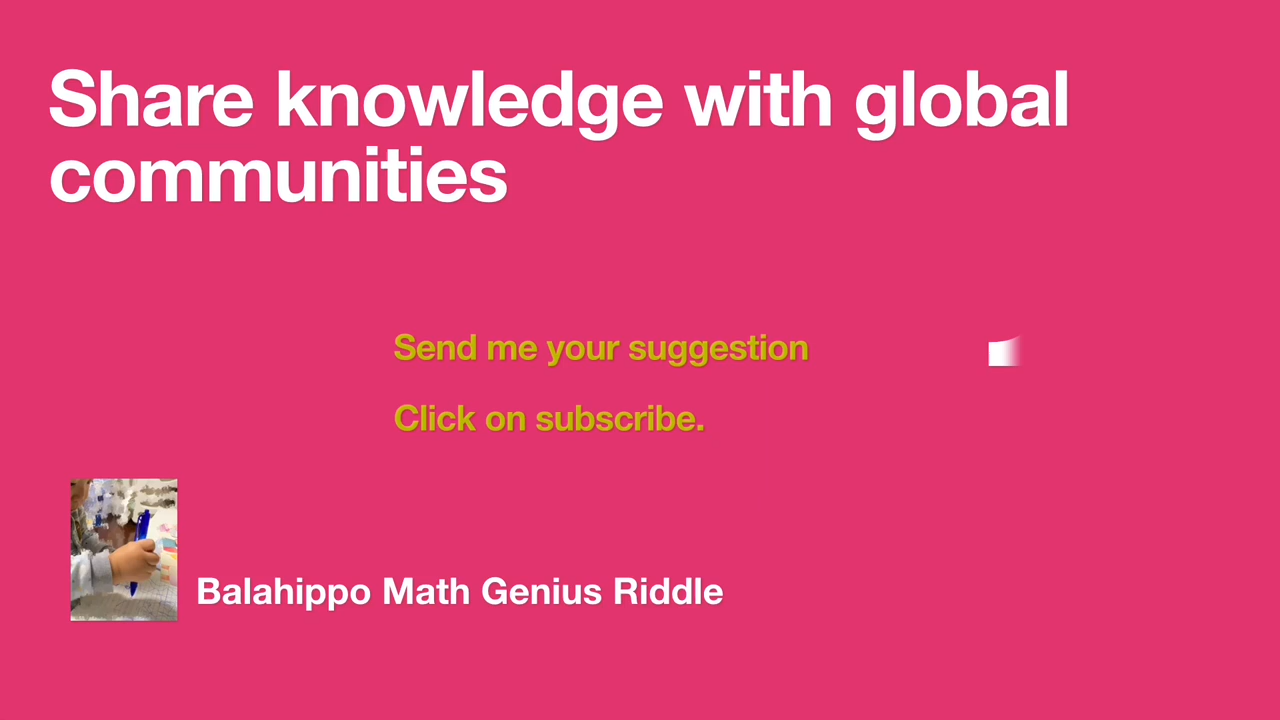 Share knowledge with global
communities
Send me your suggestion
Click on subscribe.
Balahippo Math Genius Riddle